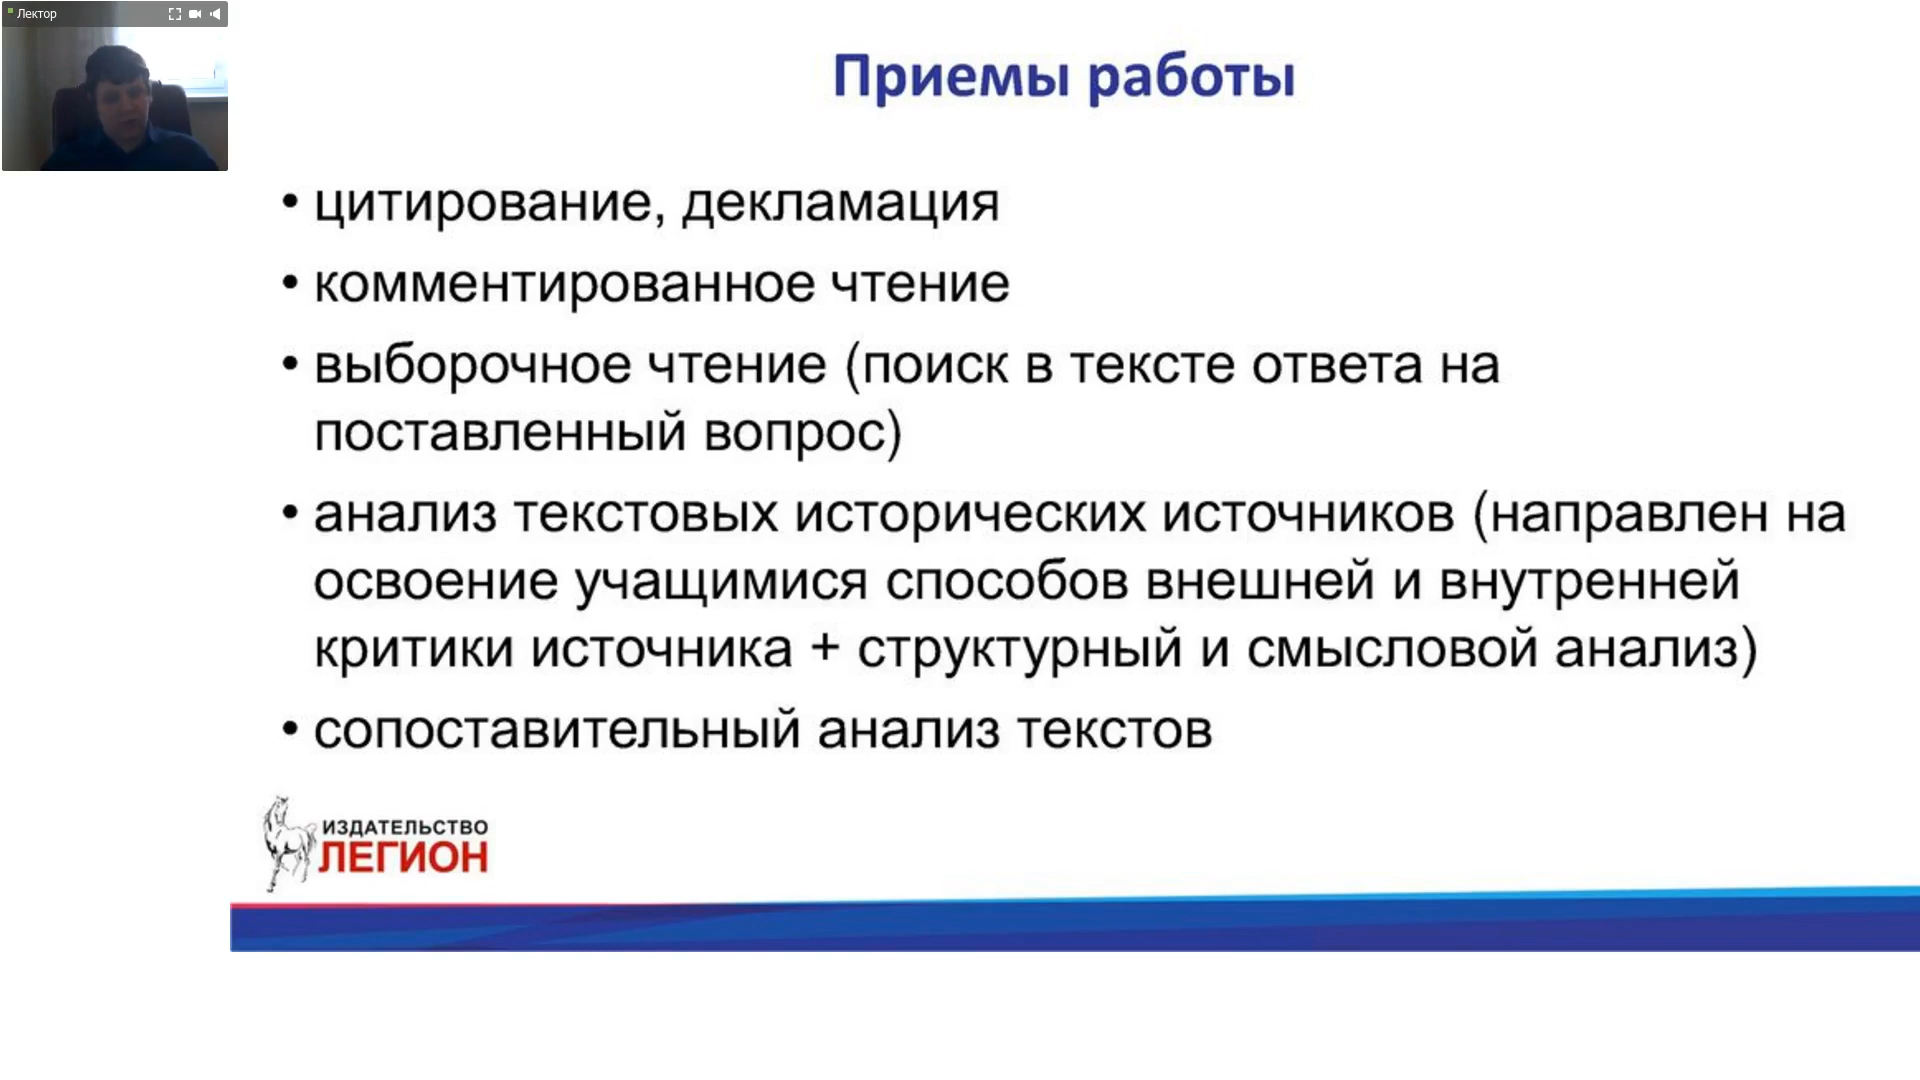 Лектор
Приемы работы
• цитирование, декламация
• комментированное чтение
• выборочное чтение (поиск в тексте ответа на
поставленный вопрос)
• анализ текстовых исторических источников (направлен на
освоение учащимися способов внешней и внутренней
критики источника + структурный и смысловой анализ)
• сопоставительный анализ текстов
ИЗДАТЕЛЬСТВО
ЛЕГИОН